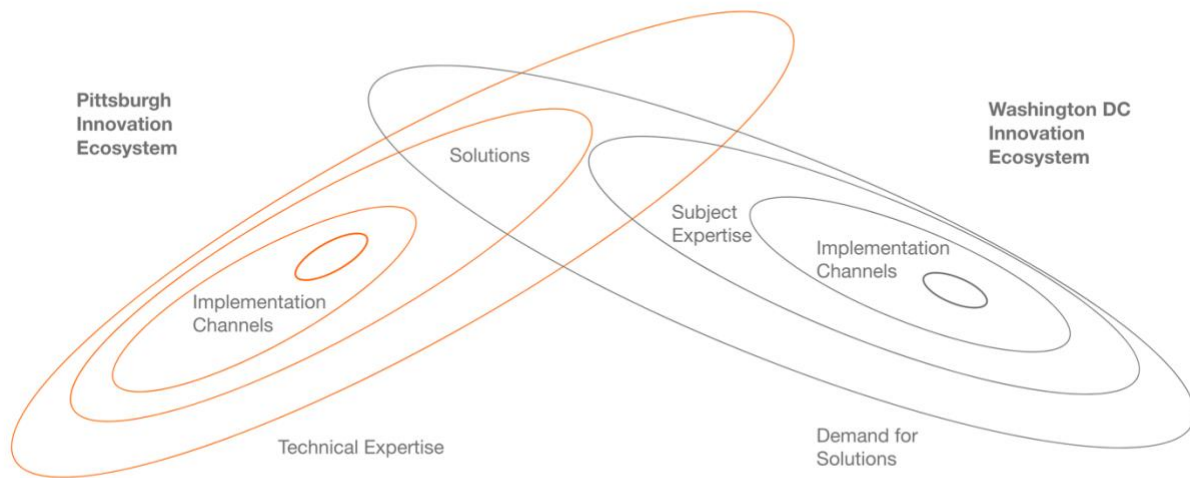 Pittsburgh
Innovation
Ecosystem
Washington DC
Innovation
Ecosystem
Solutions
Subject
Expertise
Implementation
Channels
Implementation
Channels
Technical Expertise
Demand for
Solutions